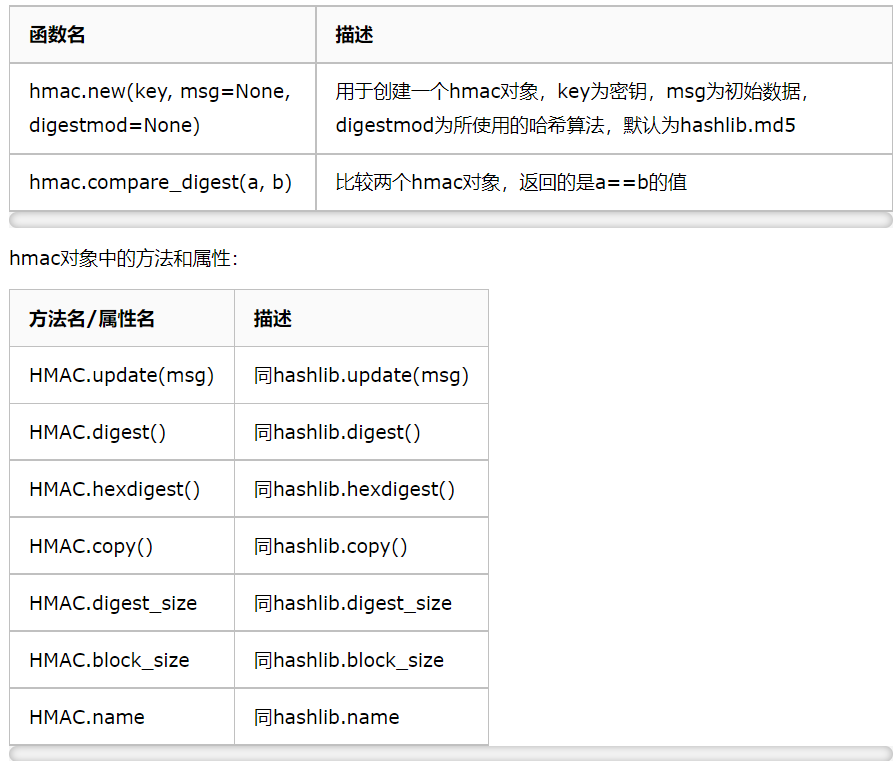 函数名 描述
hmac.new(key, msg=None, 用于创建一个hmac对象，key为密钥，msg为初始数据，
digestmod=None) digestmod为所使用的哈希算法，默认为hashlib.md5
hmac.compare_digest(a, b) 比较两个hmac对象，返回的是a==b的值
hmac对象中的方法和属性：
方法名/属性名 描述
HMAC.update(msg) 同hashlib.update(msg)
HMAC.digest() 同hashlib.digest()
HMAC.hexdigest() 同hashlib.hexdigest()
HMAC.copy() 同hashlib.copy()
HMAC.digest_size 同hashlib.digest_size
HMAC.block_size 同hashlib.block_size
HMAC.name 同hashlib.name